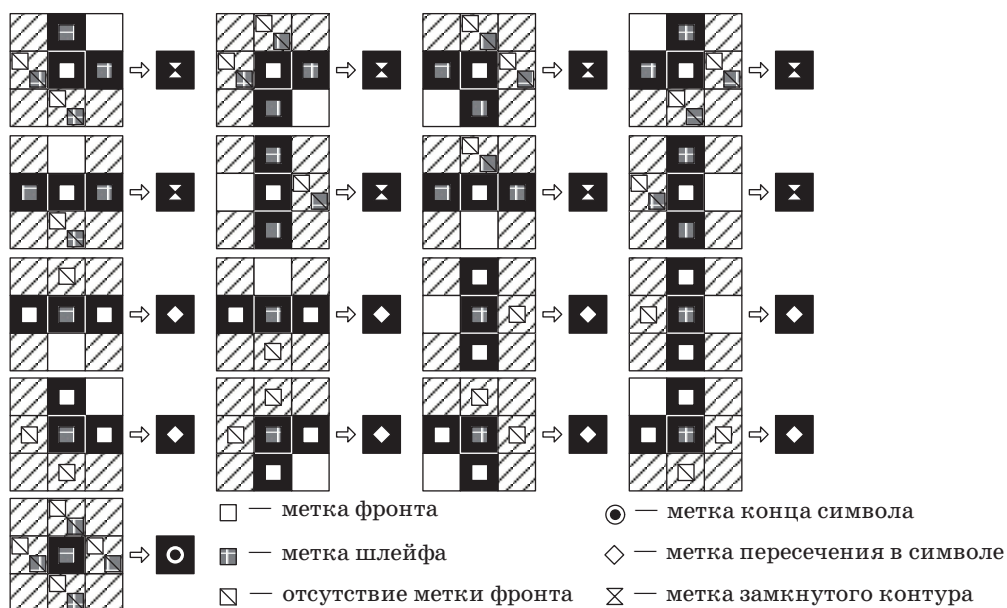 — метка фронта
— метка конца символа
— метка шлейфа
— метка пересечения в символе
— отсутствие метки фронта
— метка замкнутого контура